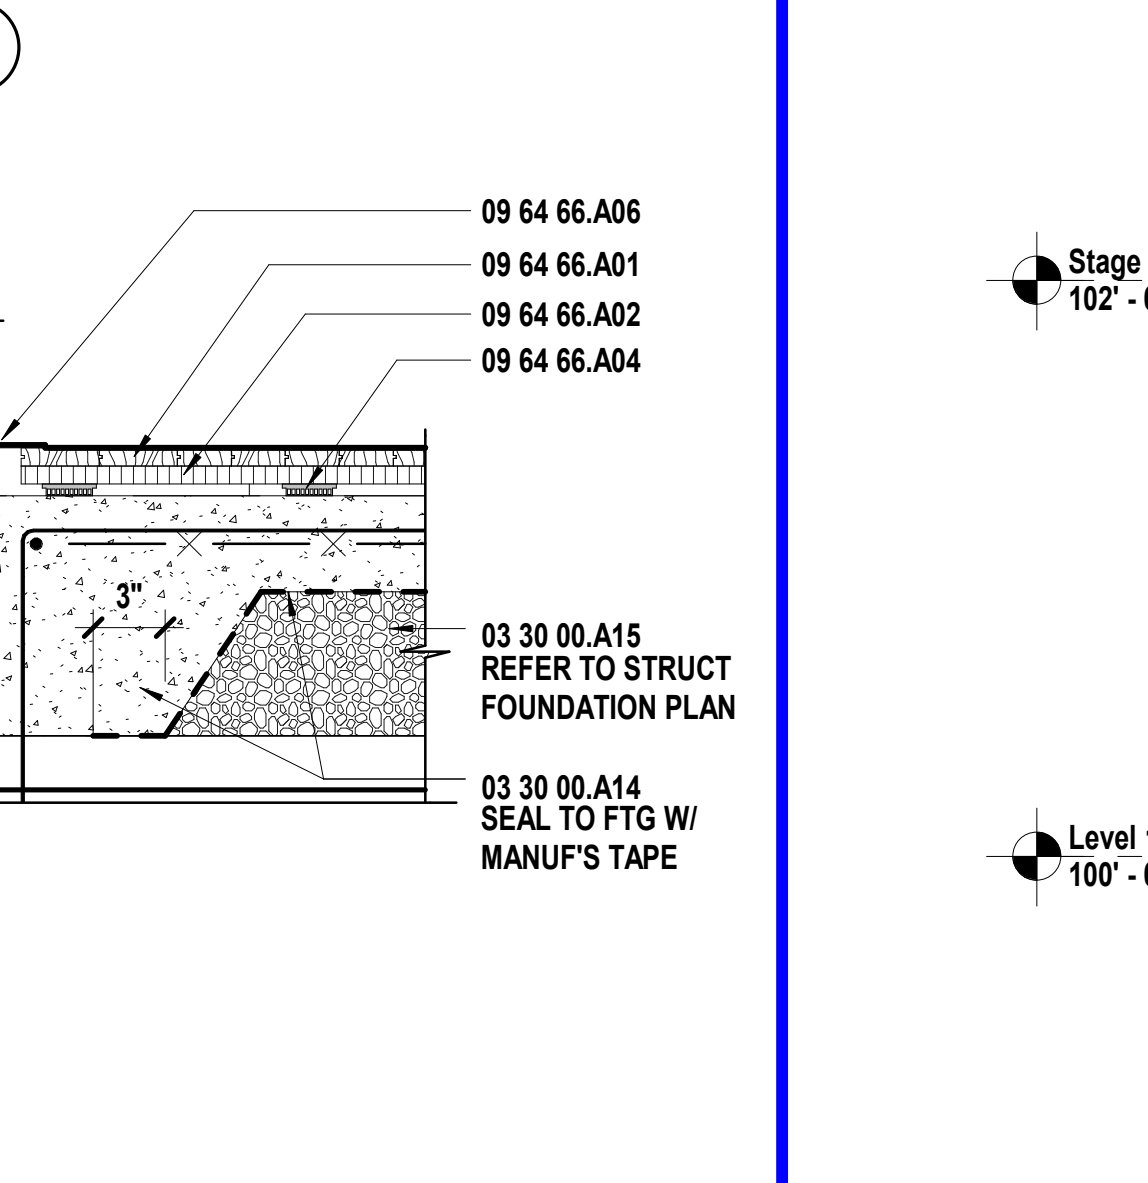 09 64 66.A06
09 64 66.A01
09 64 66.A02
09 64 66.A04
3"
03 30 00.A15
REFER TO STRUCT
FOUNDATION PLAN
03 30 00.A14
SEAL TO FTG W/
MANUF'S TAPE
Stage
102' -
Level
100' -